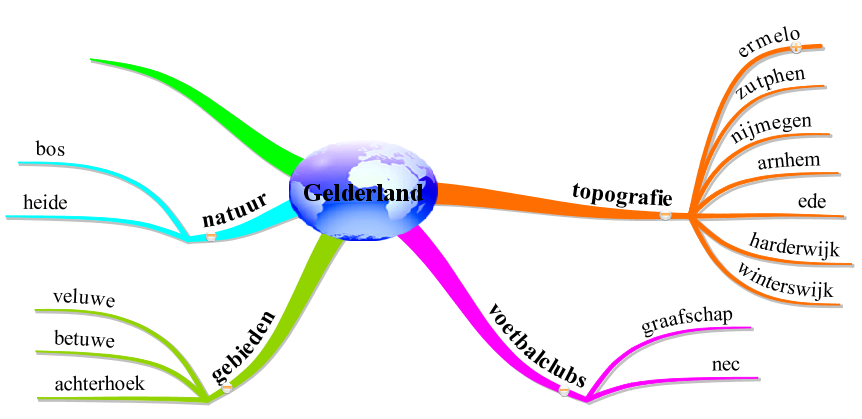 Gelderland
topografie
ermelo
zutphen
nijmegen
arnhem
ede
harderwijk
winterswijk
voetbalclubs
graafschap
nec
gebieden
veluwe
betuwe
achterhoek
natuur
bos
heide